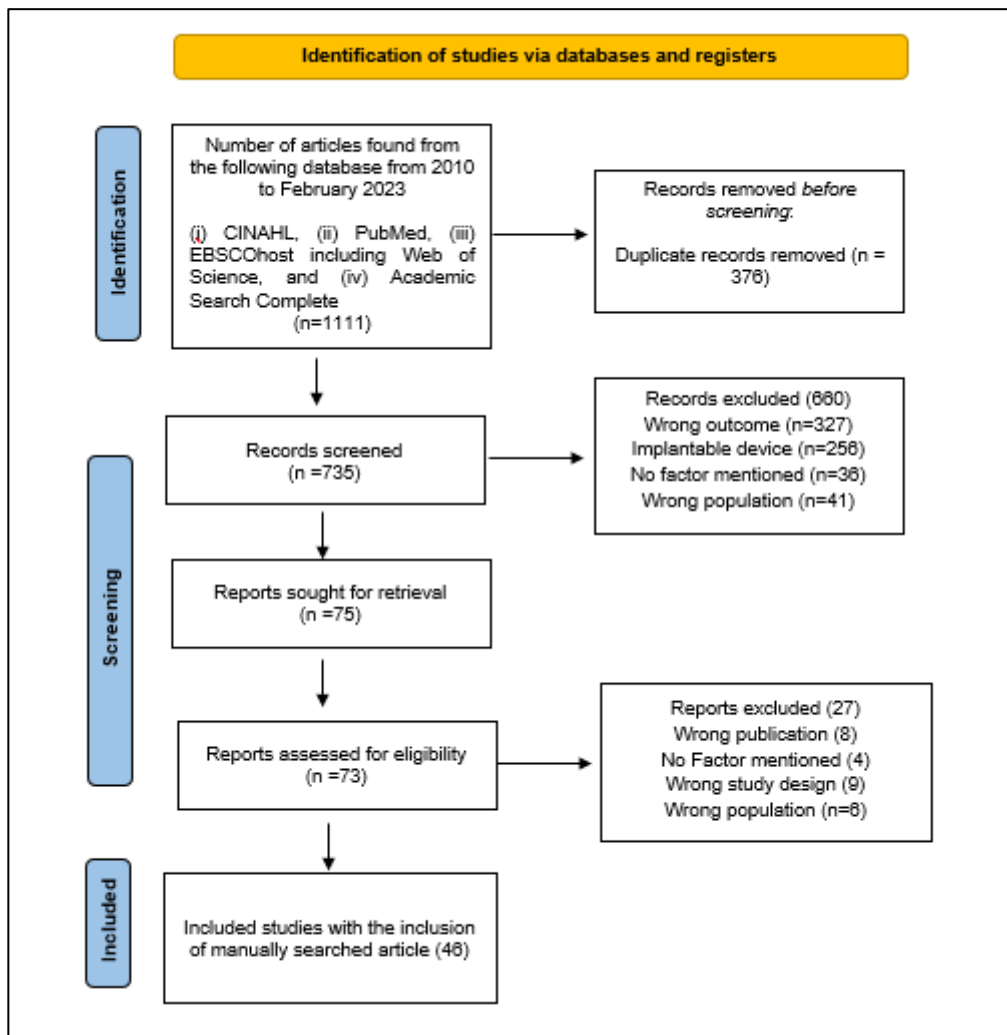 Identification of studies via databases and registers
Identification
Number of articles found from
the following database from 2010
to February 2023
(i) CINAHL, (ii) PubMed, (iii)
EBSCOhost including Web of
Science, and (iv) Academic
Search Complete
(n=1111)
Records removed before
screening:
Duplicate records removed (n =
376)
Screening
Records screened
(n =735)
Records excluded (660)
Wrong outcome (n=327)
Implantable device (n=256)
No factor mentioned (n=36)
Wrong population (n=41)
Reports sought for retrieval
(n =75)
Reports assessed for eligibility
(n =73)
Reports excluded (27)
Wrong publication (8)
No Factor mentioned (4)
Wrong study design (9)
Wrong population (n=6)
Included
Included studies with the inclusion
of manually searched article (46)